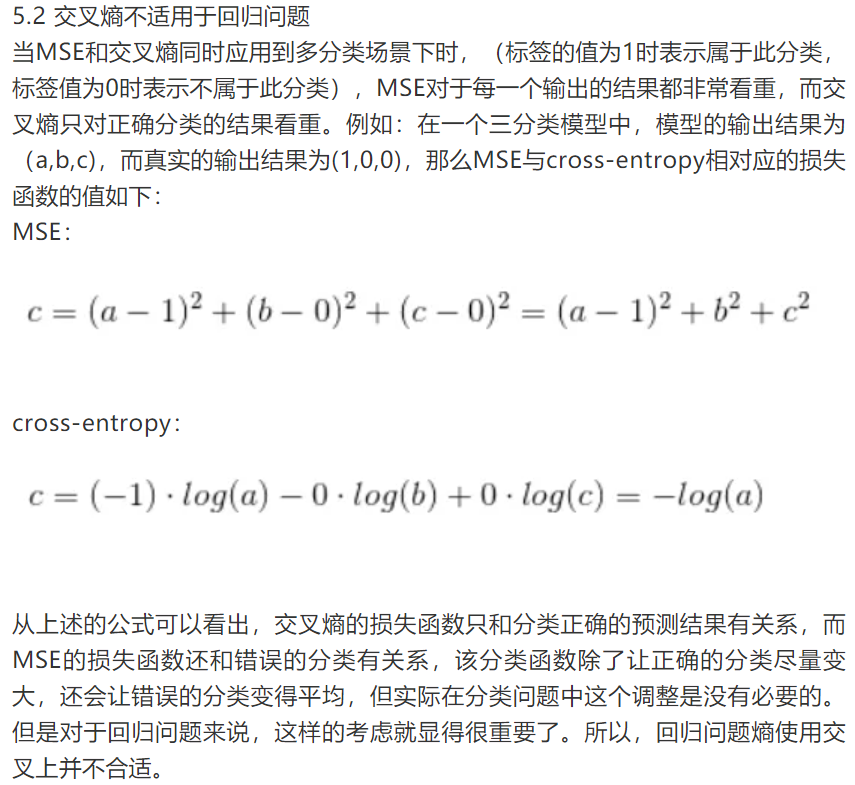 5.2 交叉熵不适用于回归问题
当MSE和交叉熵同时应用到多分类场景下时，（标签的值为1时表示属于此分类，
标签值为0时表示不属于此分类），MSE对于每一个输出的结果都非常看重，而交
叉熵只对正确分类的结果看重。例如：在一个三分类模型中，模型的输出结果为
（a,b,c)，而真实的输出结果为(1,0,0)，那么MSE与cross-entropy相对应的损失
函数的值如下：
MSE：
c = (a − 1)² + (b − 0)² + (c − 0)² = (a − 1)² + b² + c²
cross-entropy：
c = (−1) · log(a) − 0 · log(b) + 0 · log(c) = −log(a)
从上述的公式可以看出，交叉熵的损失函数只和分类正确的预测结果有关系，而
MSE的损失函数还和错误的分类有关系，该分类函数除了让正确的分类尽量变
大，还会让错误的分类变得平均，但实际在分类问题中这个调整是没有必要的。
但是对于回归问题来说，这样的考虑就显得很重要了。所以，回归问题熵使用交
叉上并不合适。